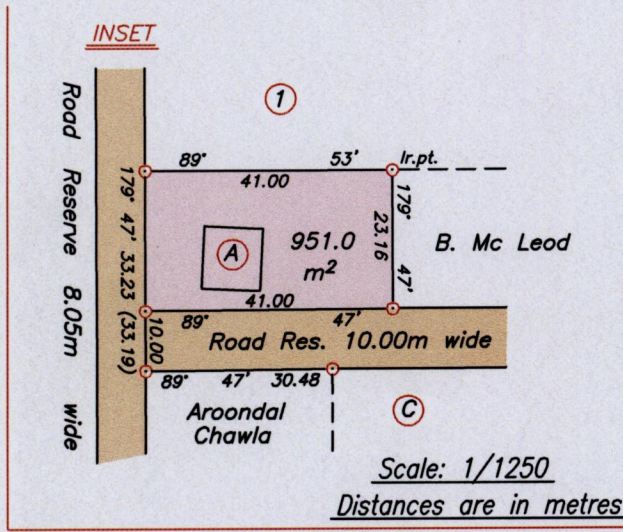 INSET
Road Reserve 8.05m wide
1
89° 53' Ir.pt.
41.00
179° 47' 33.23 (33.19)
179° 47'
23.16
A
951.0
m²
B. Mc Leod
41.00
89° 47'
10.00
Road Res. 10.00m wide
89° 47' 30.48
Aroondal
Chawla
C
Scale: 1/1250
Distances are in metres